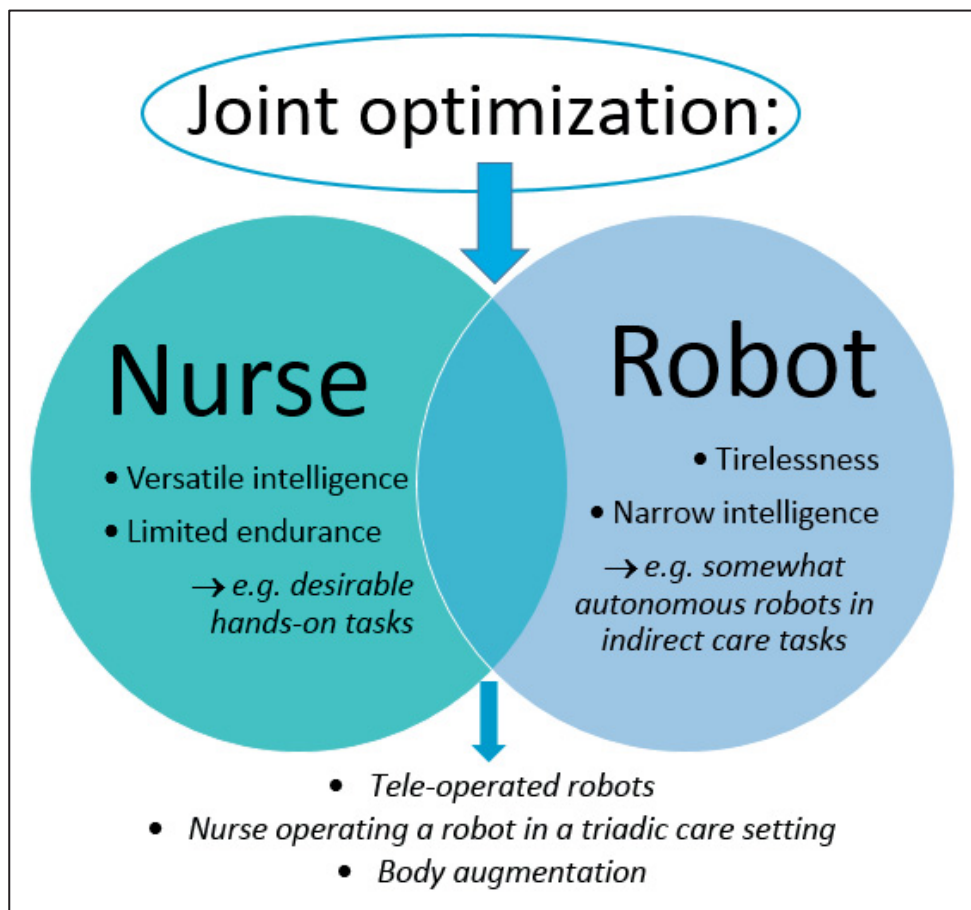 Joint optimization:
Nurse
• Versatile intelligence
• Limited endurance
→ e.g. desirable
hands-on tasks
Robot
• Tirelessness
• Narrow intelligence
→ e.g. somewhat
autonomous robots in
indirect care tasks
• Tele-operated robots
• Nurse operating a robot in a triadic care setting
• Body augmentation